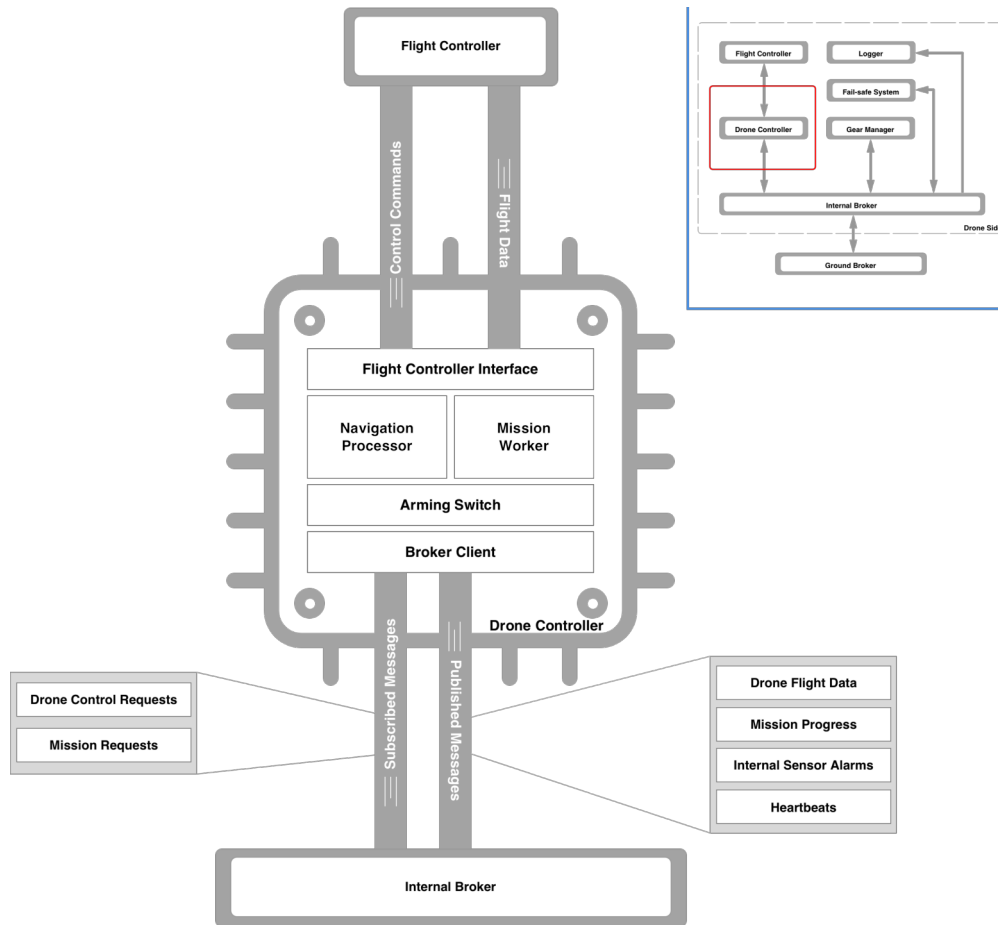 Flight Controller
Control Commands
Flight Data
Flight Controller Interface
Navigation
Processor
Mission
Worker
Arming Switch
Broker Client
Drone Controller
Subscribed Messages
Published Messages
Drone Control Requests
Mission Requests
Drone Flight Data
Mission Progress
Internal Sensor Alarms
Heartbeats
Internal Broker
Flight Controller
Logger
Fail-safe System
Drone Controller
Gear Manager
Internal Broker
Drone Sid
Ground Broker